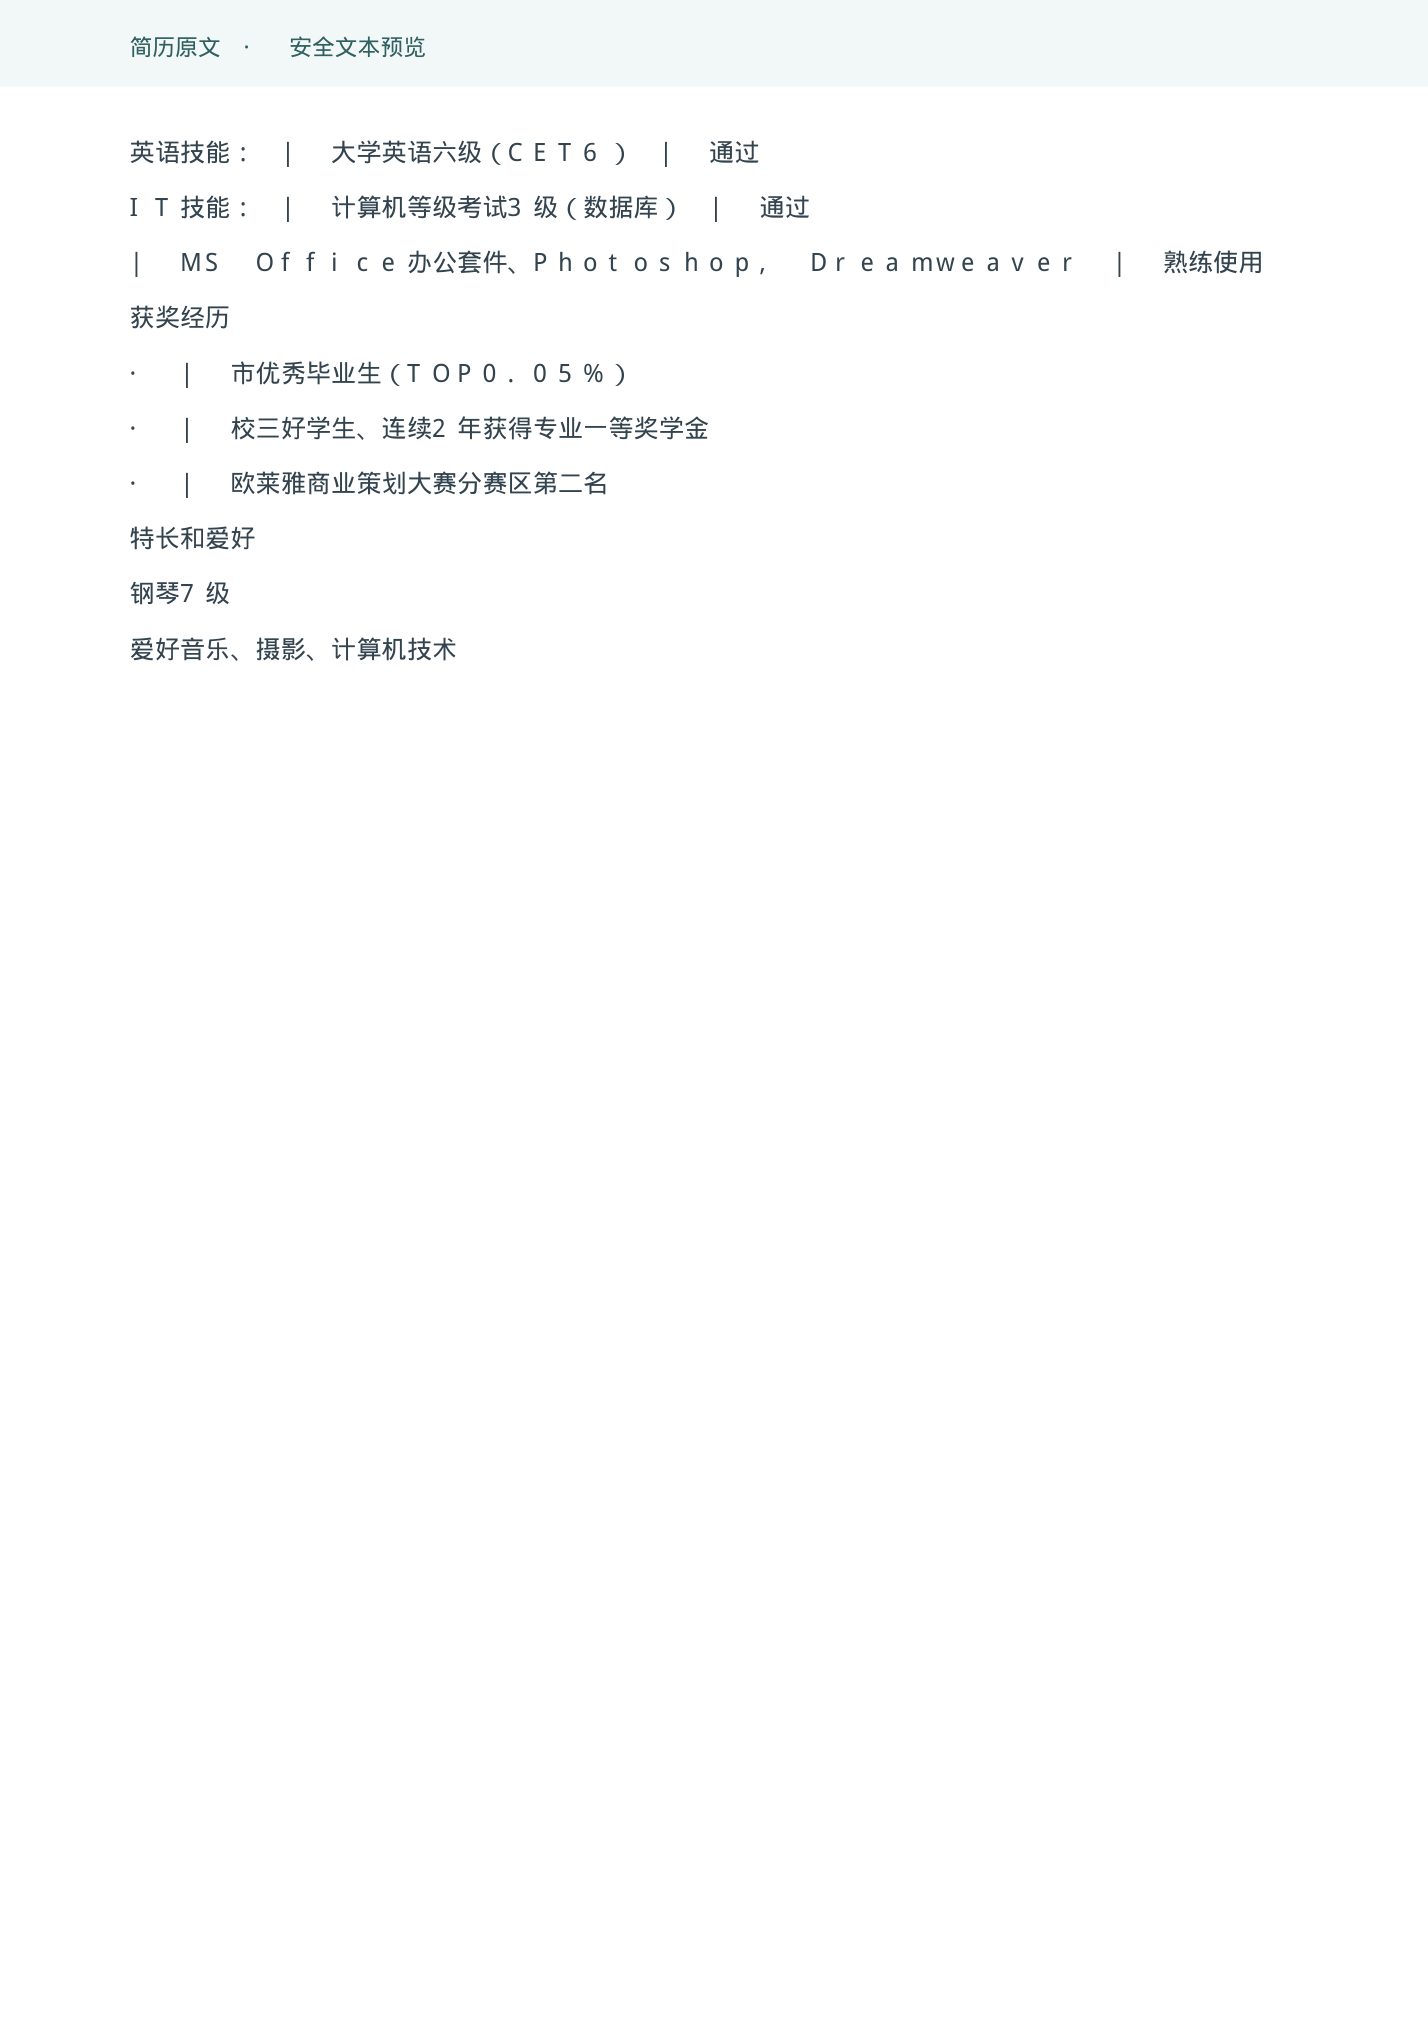 简历原文 · 安全文本预览
英语技能： | 大学英语六级（CET6） | 通过
IT技能： | 计算机等级考试3级（数据库） | 通过
| MS Office办公套件、Photoshop, Dreamweaver | 熟练使用
获奖经历
· | 市优秀毕业生（TOP0.05%）
· | 校三好学生、连续2年获得专业一等奖学金
· | 欧莱雅商业策划大赛分赛区第二名
特长和爱好
钢琴7级
爱好音乐、摄影、计算机技术